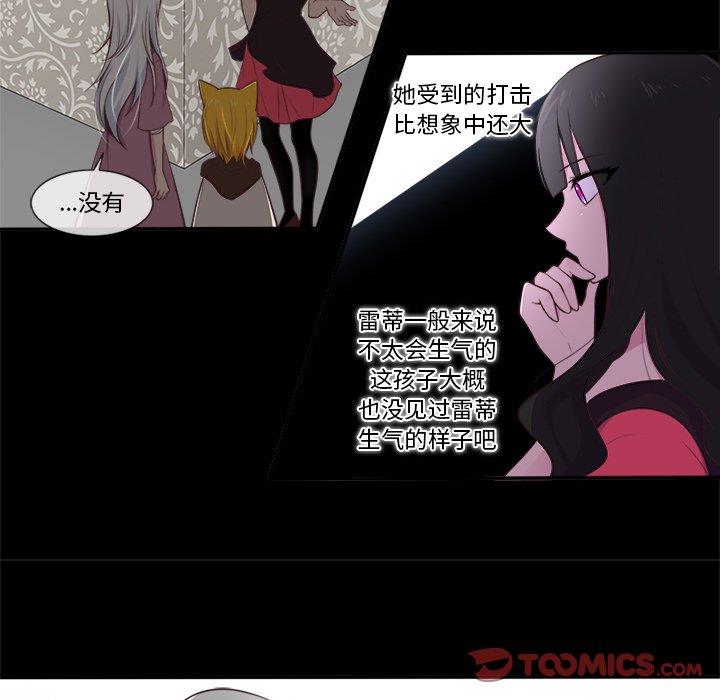 ...没有
她受到的打击
比想象中还大
雷蒂一般来说
不太会生气的
这孩子大概
也没见过雷蒂
生气的样子吧
TOOMICS.COM